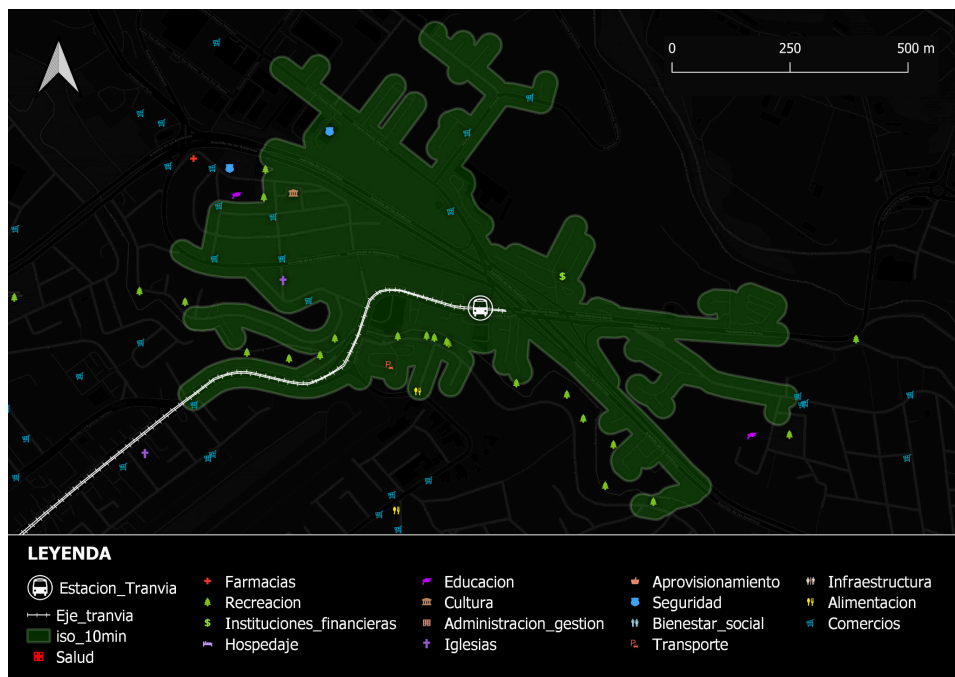 0 250 500 m
LEYENDA
Estacion_Tranvia
Eje_tranvia
iso_10min
Salud
Farmacias
Recreacion
Instituciones_financieras
Hospedaje
Educacion
Cultura
Administracion_gestion
Iglesias
Aprovisionamiento
Seguridad
Bienestar_social
Transporte
Infraestructura
Alimentacion
Comercios